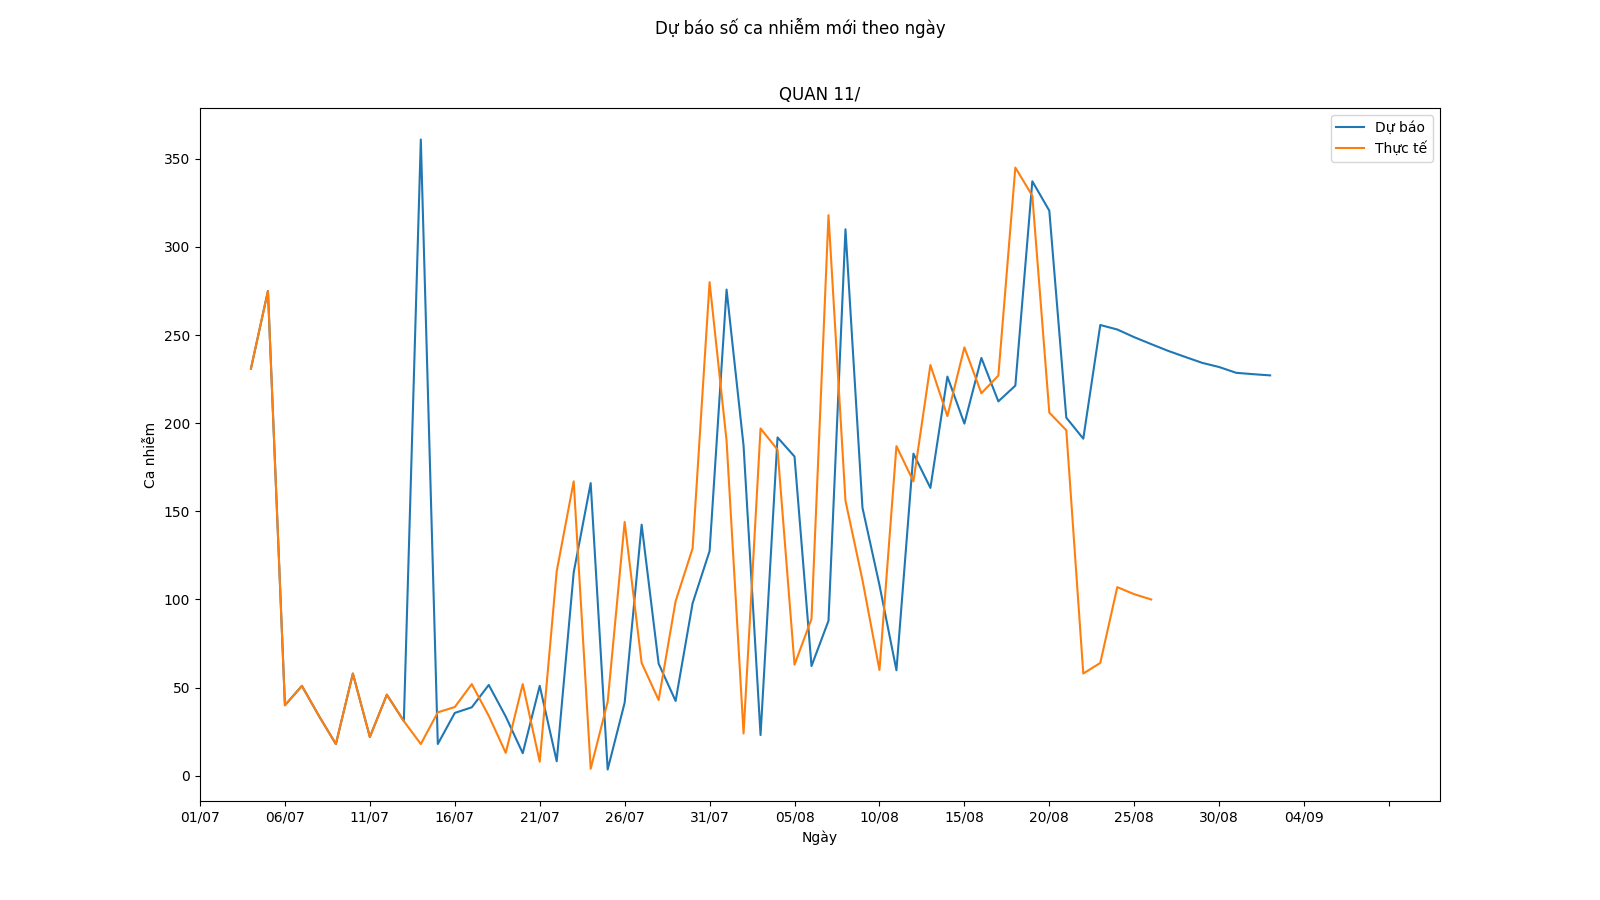 Dự báo số ca nhiễm mới theo ngày
QUAN 11/
Dự báo
Thực tế
350
300
250
200
150
100
50
0
Ca nhiễm
01/07 06/07 11/07 16/07 21/07 26/07 31/07 05/08 10/08 15/08 20/08 25/08 30/08 04/09
Ngày